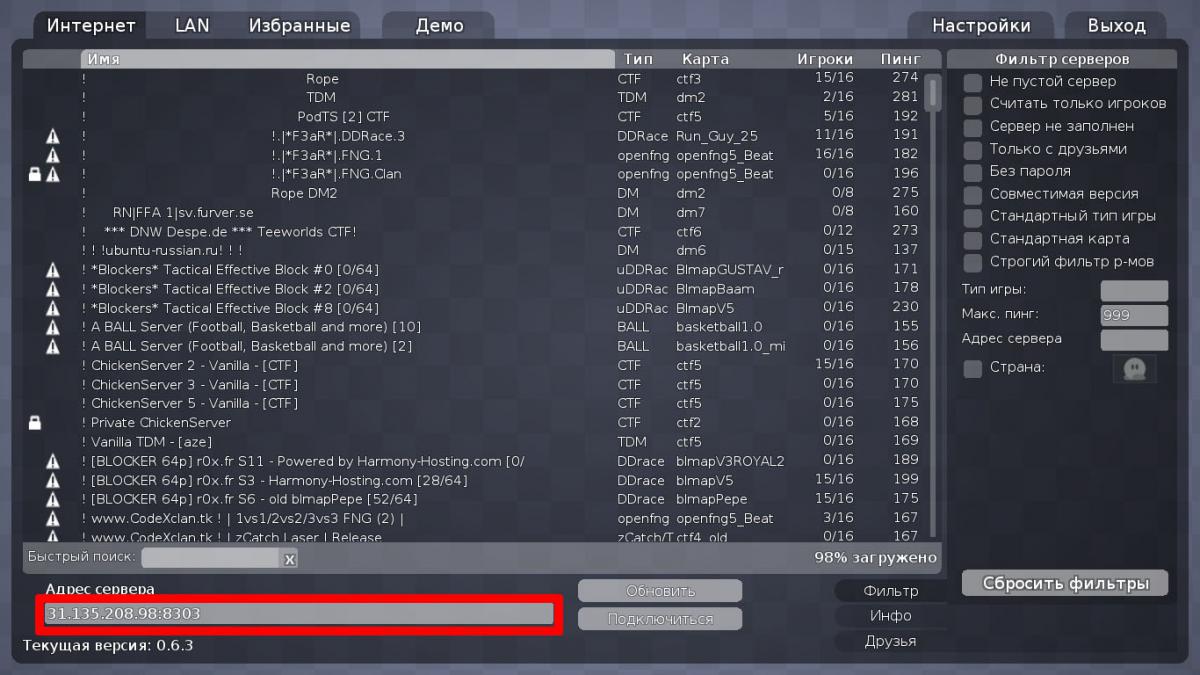 Интернет LAN Избранные Демо Настройки Выход
Имя Тип Карта Игроки Пинг Фильтр серверов
! Rope CTF ctf3 15/16 274
! TDM TDM dm2 2/16 281
! PodTS [2] CTF CTF ctf5 5/16 192
! !.|*F3aR*|.DDRace.3 DDRace Run_Guy_25 11/16 191
! !.|*F3aR*|.FNG.1 openfng openfng5_Beat 16/16 182
! !.|*F3aR*|.FNG.Clan openfng openfng5_Beat 0/16 196
! Rope DM2 DM dm2 0/8 275
! RN|FFA 1|sv.furver.se DM dm7 0/8 160
! *** DNW Despe.de *** Teeworlds CTF! CTF ctf6 0/12 273
! ! !ubuntu-russian.ru! ! ! DM dm6 0/15 137
! *Blockers* Tactical Effective Block #0 [0/64] uDDRac BlmapGUSTAV_r 0/16 171
! *Blockers* Tactical Effective Block #2 [0/64] uDDRac BlmapBaam 0/16 178
! *Blockers* Tactical Effective Block #8 [0/64] uDDRac BlmapV5 0/16 230
! A BALL Server (Football, Basketball and more) [10] BALL basketball1.0 0/16 155
! A BALL Server (Football, Basketball and more) [2] BALL basketball1.0_mi 0/16 156
! ChickenServer 2 - Vanilla - [CTF] CTF ctf5 15/16 170
! ChickenServer 3 - Vanilla - [CTF] CTF ctf5 0/16 170
! ChickenServer 5 - Vanilla - [CTF] CTF ctf5 0/16 175
! Private ChickenServer CTF ctf2 0/16 168
! Vanilla TDM - [aze] TDM ctf5 0/16 169
! [BLOCKER 64p] r0x.fr S11 - Powered by Harmony-Hosting.com [0/ DDrace blmapV3ROYAL2 0/16 189
! [BLOCKER 64p] r0x.fr S3 - Harmony-Hosting.com [28/64] DDrace blmapV5 15/16 199
! [BLOCKER 64p] r0x.fr S6 - old blmapPepe [52/64] DDrace blmapPepe 15/16 175
! www.CodeXclan.tk ! | 1vs1/2vs2/3vs3 FNG (2) | openfng openfng5_Beat 3/16 167
! www.CodeXclan.tk ! | zCatch Laser | Release zCatch/T ctf4_old 0/16 167
Не пустой сервер
Считать только игроков
Сервер не заполнен
Только с друзьями
Без пароля
Совместимая версия
Стандартный тип игры
Стандартная карта
Строгий фильтр р-мов
Тип игры:
Макс. пинг: 999
Адрес сервера
Страна:
Быстрый поиск: x 98% загружено
Сбросить фильтры
Адрес сервера Обновить Фильтр
31.135.208.98:8303 Подключиться Инфо
Текущая версия: 0.6.3 Друзья